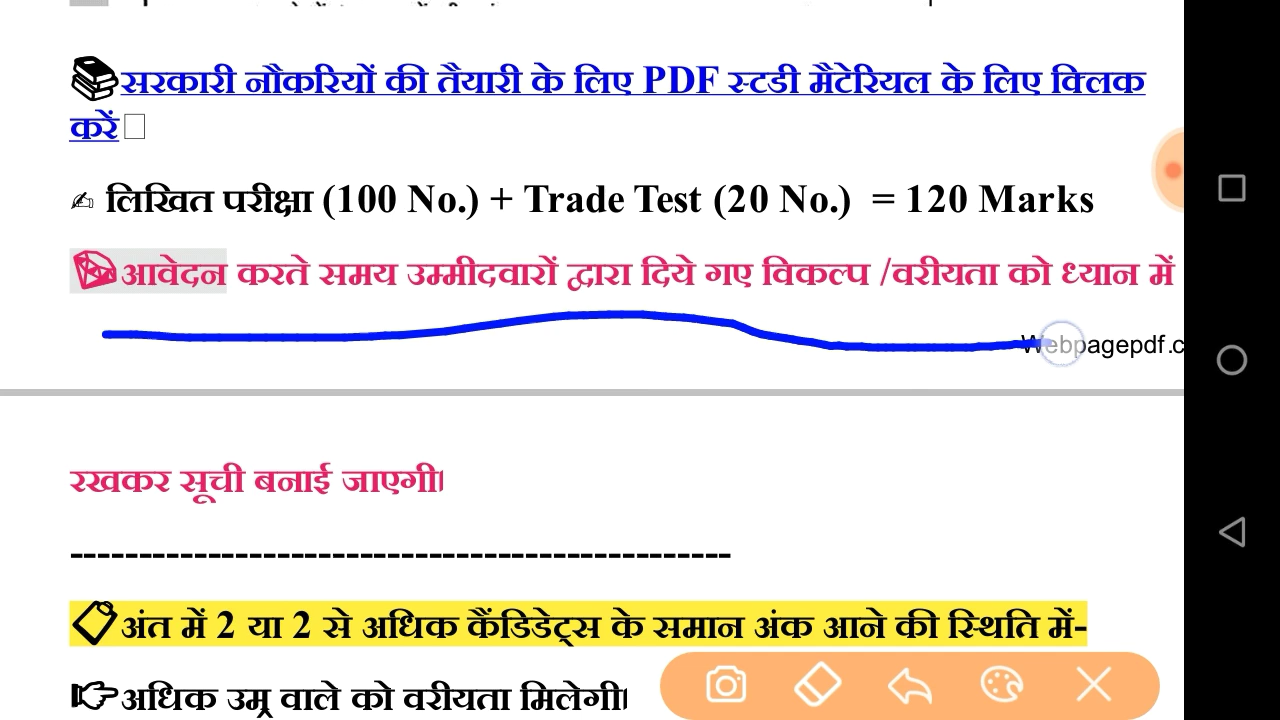 सरकारी नौकरियों की तैयारी के लिए PDF स्टडी मैटेरियल के लिए क्लिक
करें
लिखित परीक्षा (100 No.) + Trade Test (20 No.) = 120 Marks
आवेदन करते समय उम्मीदवारों द्वारा दिये गए विकल्प /वरीयता को ध्यान में
Webpagepdf.c
रखकर सूची बनाई जाएगी।
------------------------------------------------
अंत में 2 या 2 से अधिक कैंडिडेट्स के समान अंक आने की स्थिति में-
अधिक उम्र वाले को वरीयता मिलेगी।